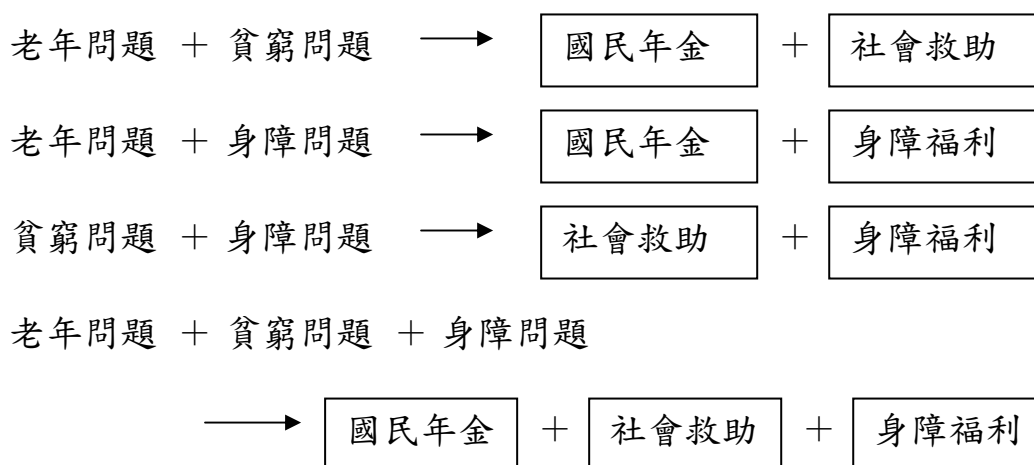 老年問題 ＋ 貧窮問題 → 國民年金 ＋ 社會救助
老年問題 ＋ 身障問題 → 國民年金 ＋ 身障福利
貧窮問題 ＋ 身障問題 → 社會救助 ＋ 身障福利
老年問題 ＋ 貧窮問題 ＋ 身障問題
→ 國民年金 ＋ 社會救助 ＋ 身障福利